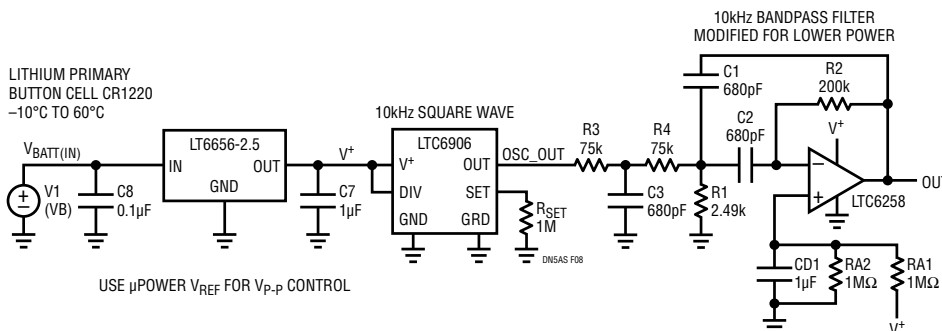 10kHz BANDPASS FILTER
MODIFIED FOR LOWER POWER
LITHIUM PRIMARY
BUTTON CELL CR1220
–10°C TO 60°C
C1
680pF
R2
200k
10kHz SQUARE WAVE
C2
680pF
V+
VBATT(IN)
LT6656-2.5
IN
OUT
GND
V+
LTC6906
V+
OUT
DIV
SET
GND
GRD
OSC_OUT
R3
75k
R4
75k
–
+
OUT
LTC6258
V1
(VB)
+
–
C8
0.1µF
C7
1µF
RSET
1M
C3
680pF
R1
2.49k
DN5AS F08
USE µPOWER VREF FOR VP-P CONTROL
CD1
1µF
RA2
1MΩ
RA1
1MΩ
V+